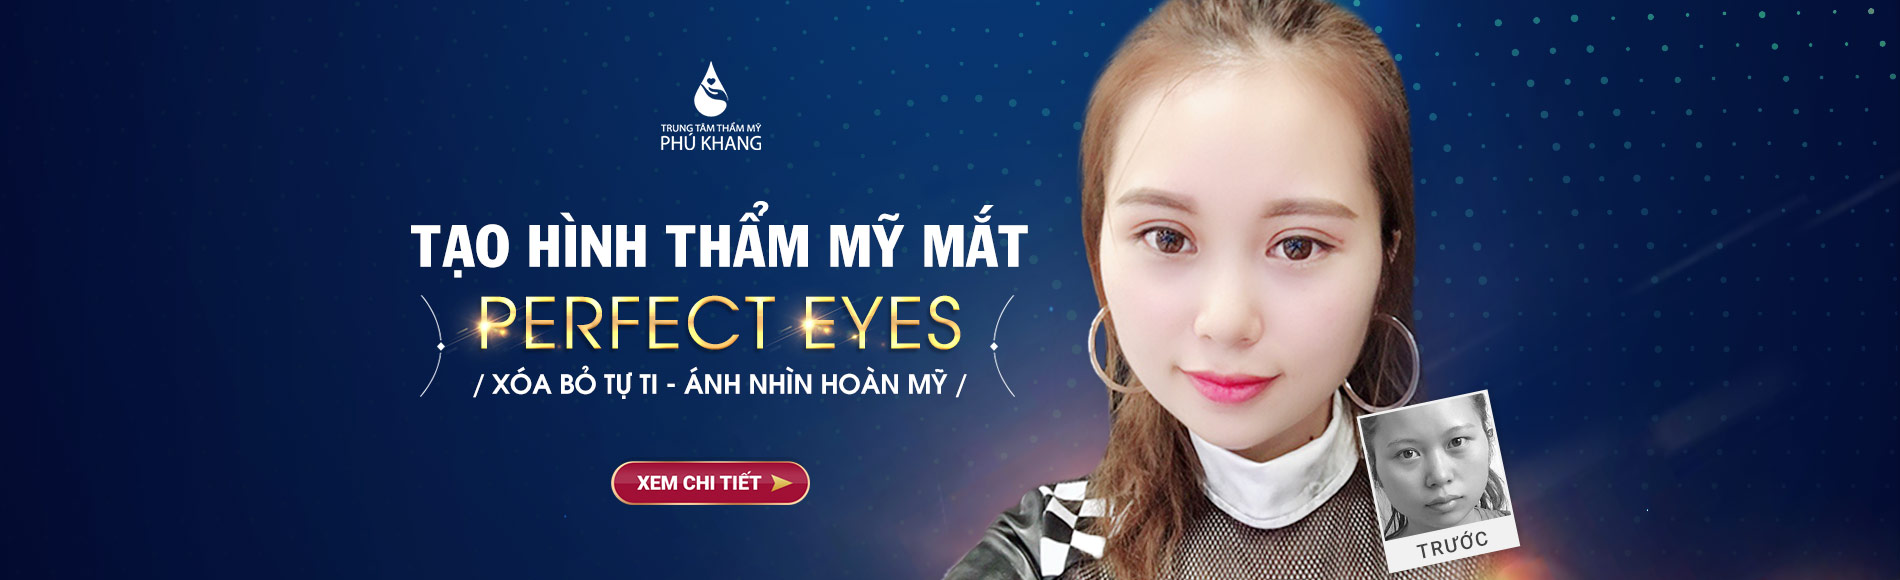 TRUNG TÂM THẨM MỸ
PHÚ KHANG
TẠO HÌNH THẨM MỸ MẮT
PERFECT EYES
/ XÓA BỎ TỰ TI - ÁNH NHÌN HOÀN MỸ /
XEM CHI TIẾT
TRƯỚC